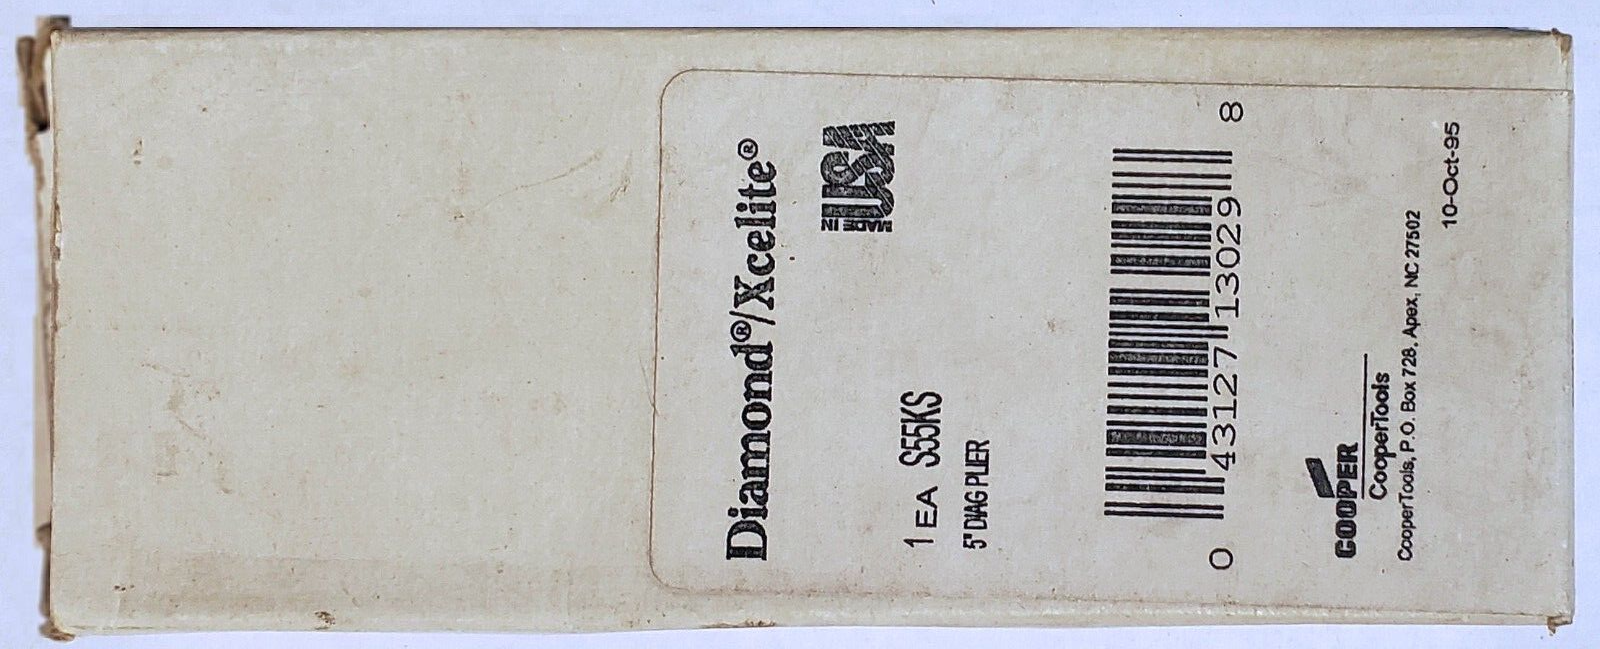 Diamond®/Xcelite®
MADE IN
USA
1 EA S55KS
5" DIAG PLIER
0 43127 13029 8
COOPER
CooperTools
CooperTools, P.O. Box 728, Apex, NC 27502
10-Oct-95